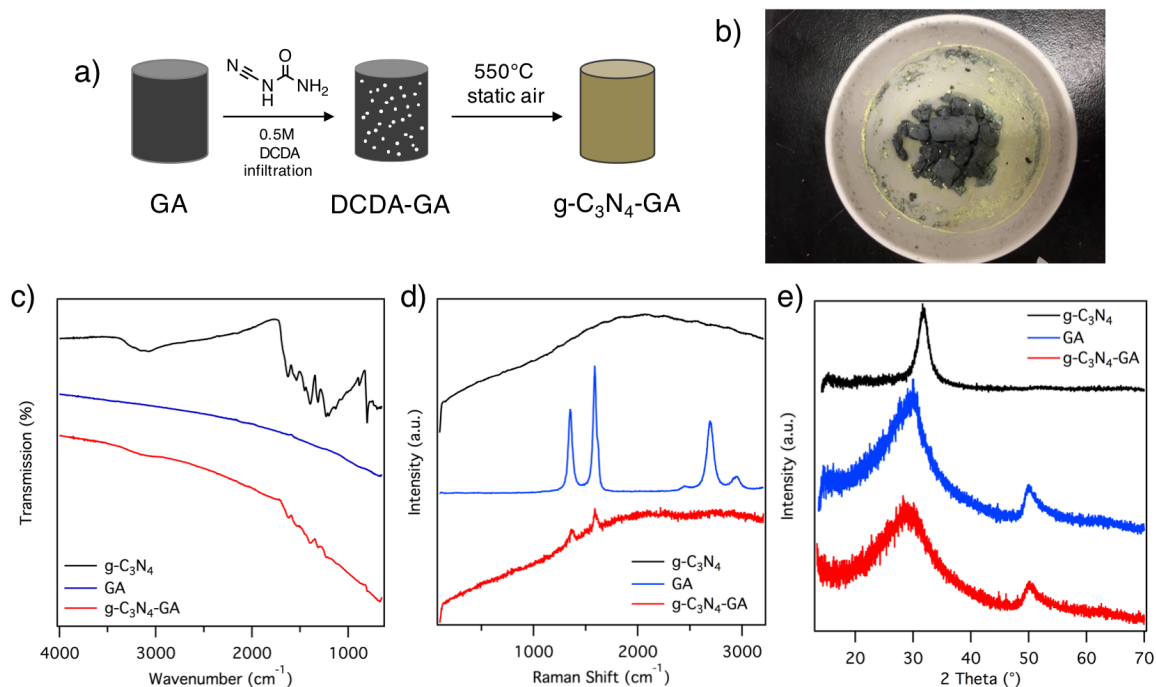 a)
N
N
H
O
NH₂
0.5M
DCDA
infiltration
550°C
static air
GA
DCDA-GA
g-C₃N₄-GA
b)
c)
Transmission (%)
g-C₃N₄
GA
g-C₃N₄-GA
4000 3000 2000 1000
Wavenumber (cm⁻¹)
d)
Intensity (a.u.)
g-C₃N₄
GA
g-C₃N₄-GA
1000 2000 3000
Raman Shift (cm⁻¹)
e)
Intensity (a.u.)
g-C₃N₄
GA
g-C₃N₄-GA
20 30 40 50 60 70
2 Theta (°)